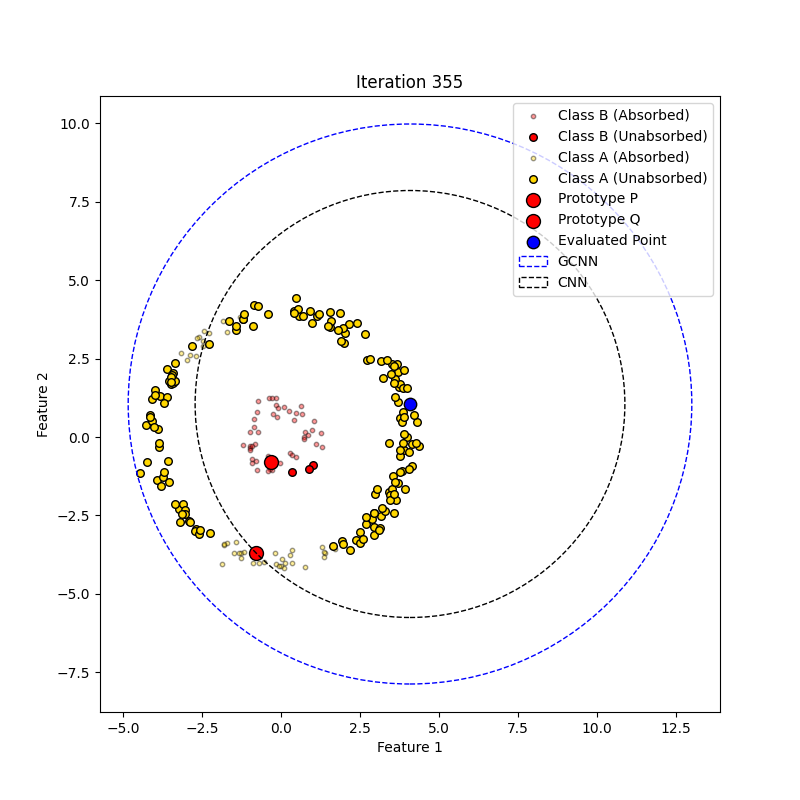 Iteration 355
Class B (Absorbed)
Class B (Unabsorbed)
Class A (Absorbed)
Class A (Unabsorbed)
Prototype P
Prototype Q
Evaluated Point
GCNN
CNN
10.0
7.5
5.0
2.5
0.0
−2.5
−5.0
−7.5
Feature 2
−5.0 −2.5 0.0 2.5 5.0 7.5 10.0 12.5
Feature 1